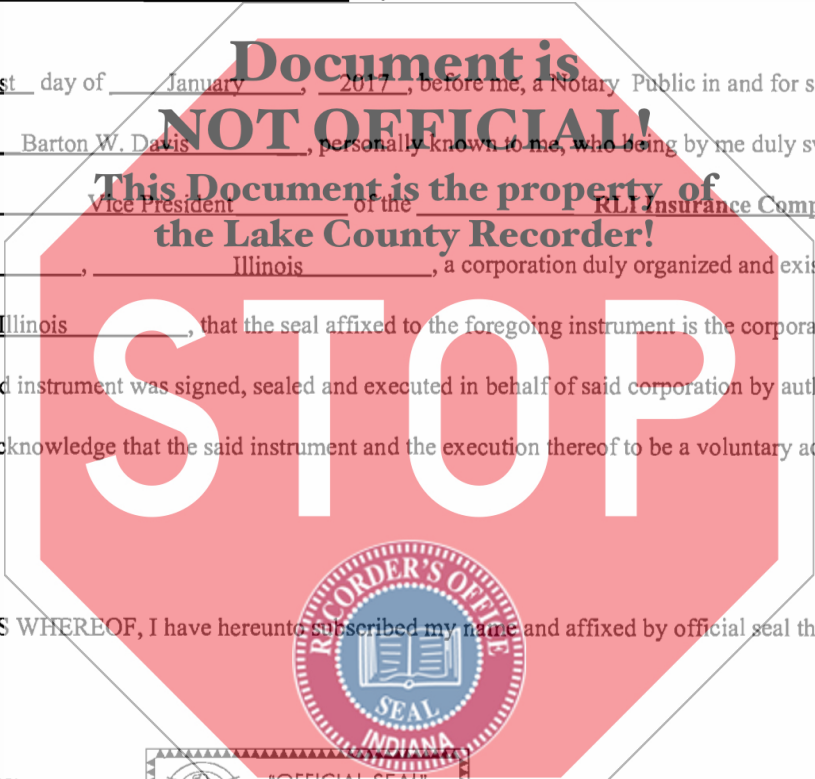 Document is
st day of January, 2017, before me, a Notary Public in and for s
NOT OFFICIAL!
Barton W. Davis, personally known to me, who being by me duly sw
This Document is the property of
Vice President of the RLI Insurance Comp
the Lake County Recorder!
, Illinois, a corporation duly organized and exis
Illinois, that the seal affixed to the foregoing instrument is the corpora
STOP
d instrument was signed, sealed and executed in behalf of said corporation by auth
cknowledge that the said instrument and the execution thereof to be a voluntary ac
RECORDER'S OFFICE
S WHEREOF, I have hereunto subscribed my name and affixed by official seal th
SEAL
INDIANA
"OFFICIAL SEAL"